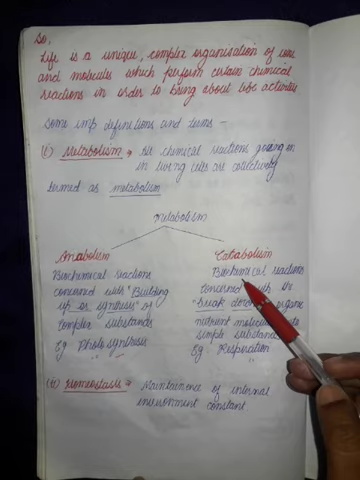 So,
Life is a unique, complex organisation of ions
and molecules which perform certain chemical
reactions in order to bring about life activities
Some imp definitions and terms -
(i) Metabolism → All chemical reactions going on
in living cells are collectively
termed as metabolism
Metabolism
Anabolism
Biochemical reactions
concerned with "Building
up or synthesis" of
complex substances
Eg Photosynthesis
Catabolism
Biochemical reactions
concerned with the
"break down" organic
nutrient molecules to
simple substance
Eg: Respiration
(ii) Homeostasis → Maintainence of internal
environment constant